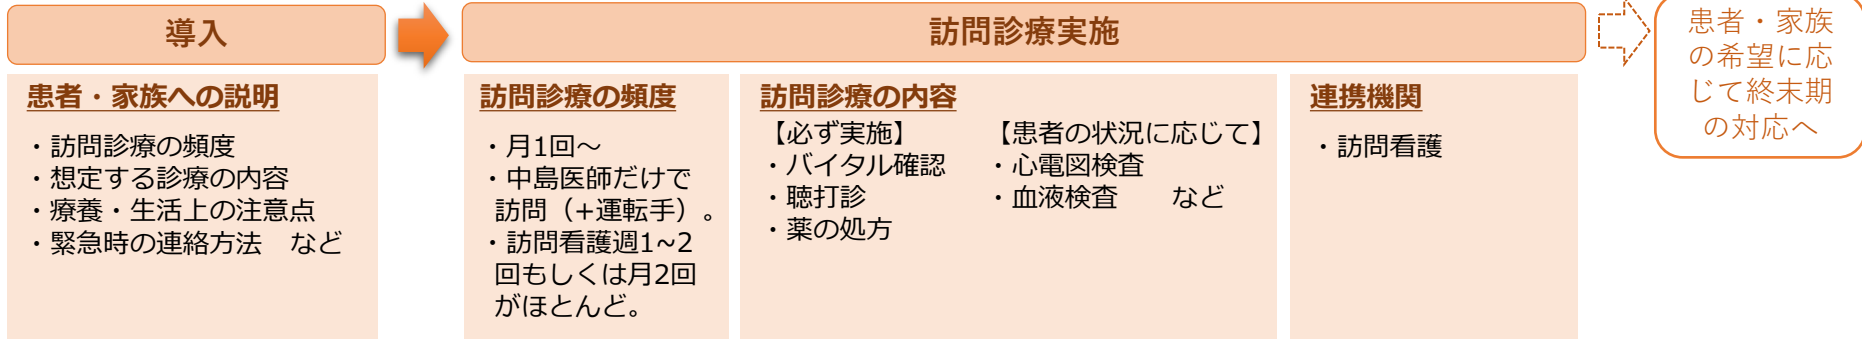 導入
訪問診療実施
患者・家族
の希望に応
じて終末期
の対応へ
患者・家族への説明
・訪問診療の頻度
・想定する診療の内容
・療養・生活上の注意点
・緊急時の連絡方法　など
訪問診療の頻度
・月1回～
・中島医師だけで
訪問（+運転手）。
・訪問看護週1~2
回もしくは月2回
がほとんど。
訪問診療の内容
【必ず実施】
・バイタル確認
・聴打診
・薬の処方
【患者の状況に応じて】
・心電図検査
・血液検査　　など
連携機関
・訪問看護